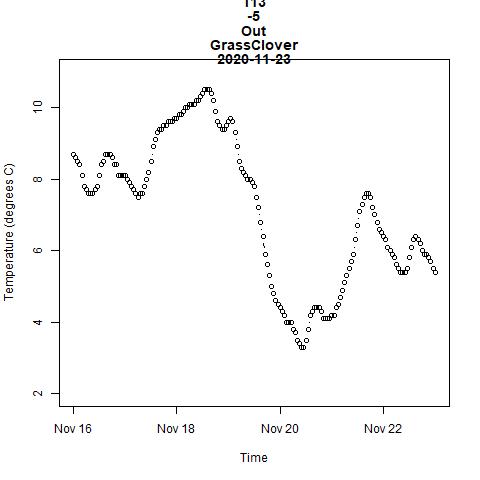 113
-5
Out
GrassClover
2020-11-23
Temperature (degrees C)
10
8
6
4
2
Nov 16
Nov 18
Nov 20
Nov 22
Time